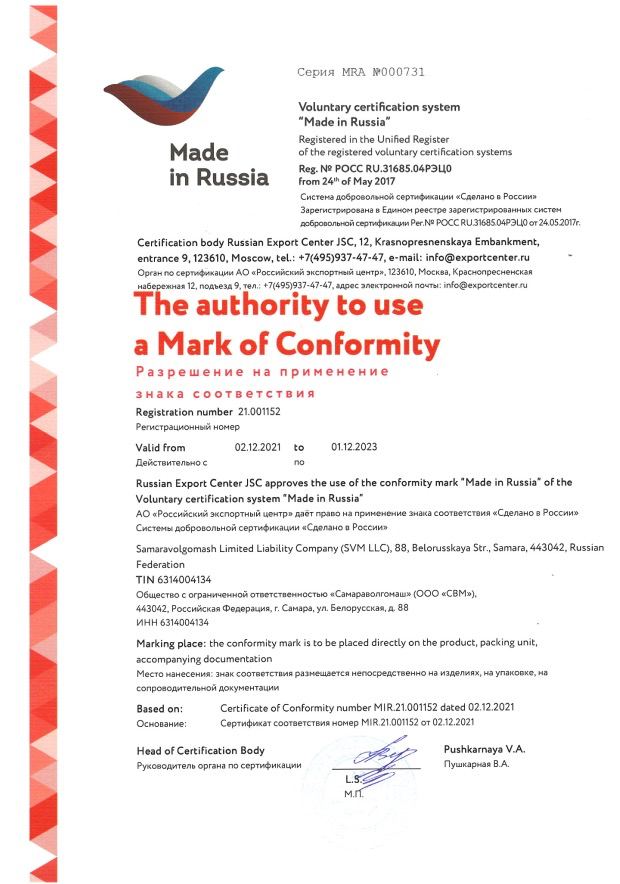 Серия MRA №000731
Made
in Russia
Voluntary certification system
"Made in Russia"
Registered in the Unified Register
of the registered voluntary certification systems
Reg. № РОСС RU.31685.04РЭЦ0
from 24th of May 2017
Система добровольной сертификации «Сделано в России»
Зарегистрирована в Едином реестре зарегистрированных систем
добровольной сертификации Рег.№ РОСС RU.31685.04РЭЦ0 от 24.05.2017г.
Certification body Russian Export Center JSC, 12, Krasnopresnenskaya Embankment,
entrance 9, 123610, Moscow, tel.: +7(495)937-47-47, e-mail: info@exportcenter.ru
Орган по сертификации АО «Российский экспортный центр», 123610, Москва, Краснопресненская
набережная 12, подъезд 9, тел.: +7(495)937-47-47, адрес электронной почты: info@exportcenter.ru
The authority to use
a Mark of Conformity
Разрешение на применение
знака соответствия
Registration number 21.001152
Регистрационный номер
Valid from 02.12.2021 to 01.12.2023
Действительно с по
Russian Export Center JSC approves the use of the conformity mark "Made in Russia" of the
Voluntary certification system "Made in Russia"
АО «Российский экспортный центр» даёт право на применение знака соответствия «Сделано в России»
Системы добровольной сертификации «Сделано в России»
Samaravolgomash Limited Liability Company (SVM LLC), 88, Belorusskaya Str., Samara, 443042, Russian
Federation
TIN 6314004134
Общество с ограниченной ответственностью «Самараволгомаш» (ООО «СВМ»),
443042, Российская Федерация, г. Самара, ул. Белорусская, д. 88
ИНН 6314004134
Marking place: the conformity mark is to be placed directly on the product, packing unit,
accompanying documentation
Место нанесения: знак соответствия размещается непосредственно на изделиях, на упаковке, на
сопроводительной документации
Based on: Certificate of Conformity number MIR.21.001152 dated 02.12.2021
Основание: Сертификат соответствия номер MIR.21.001152 от 02.12.2021
Head of Certification Body Pushkarnaya V.A.
Руководитель органа по сертификации Пушкарная В.А.
L.S.
М.П.